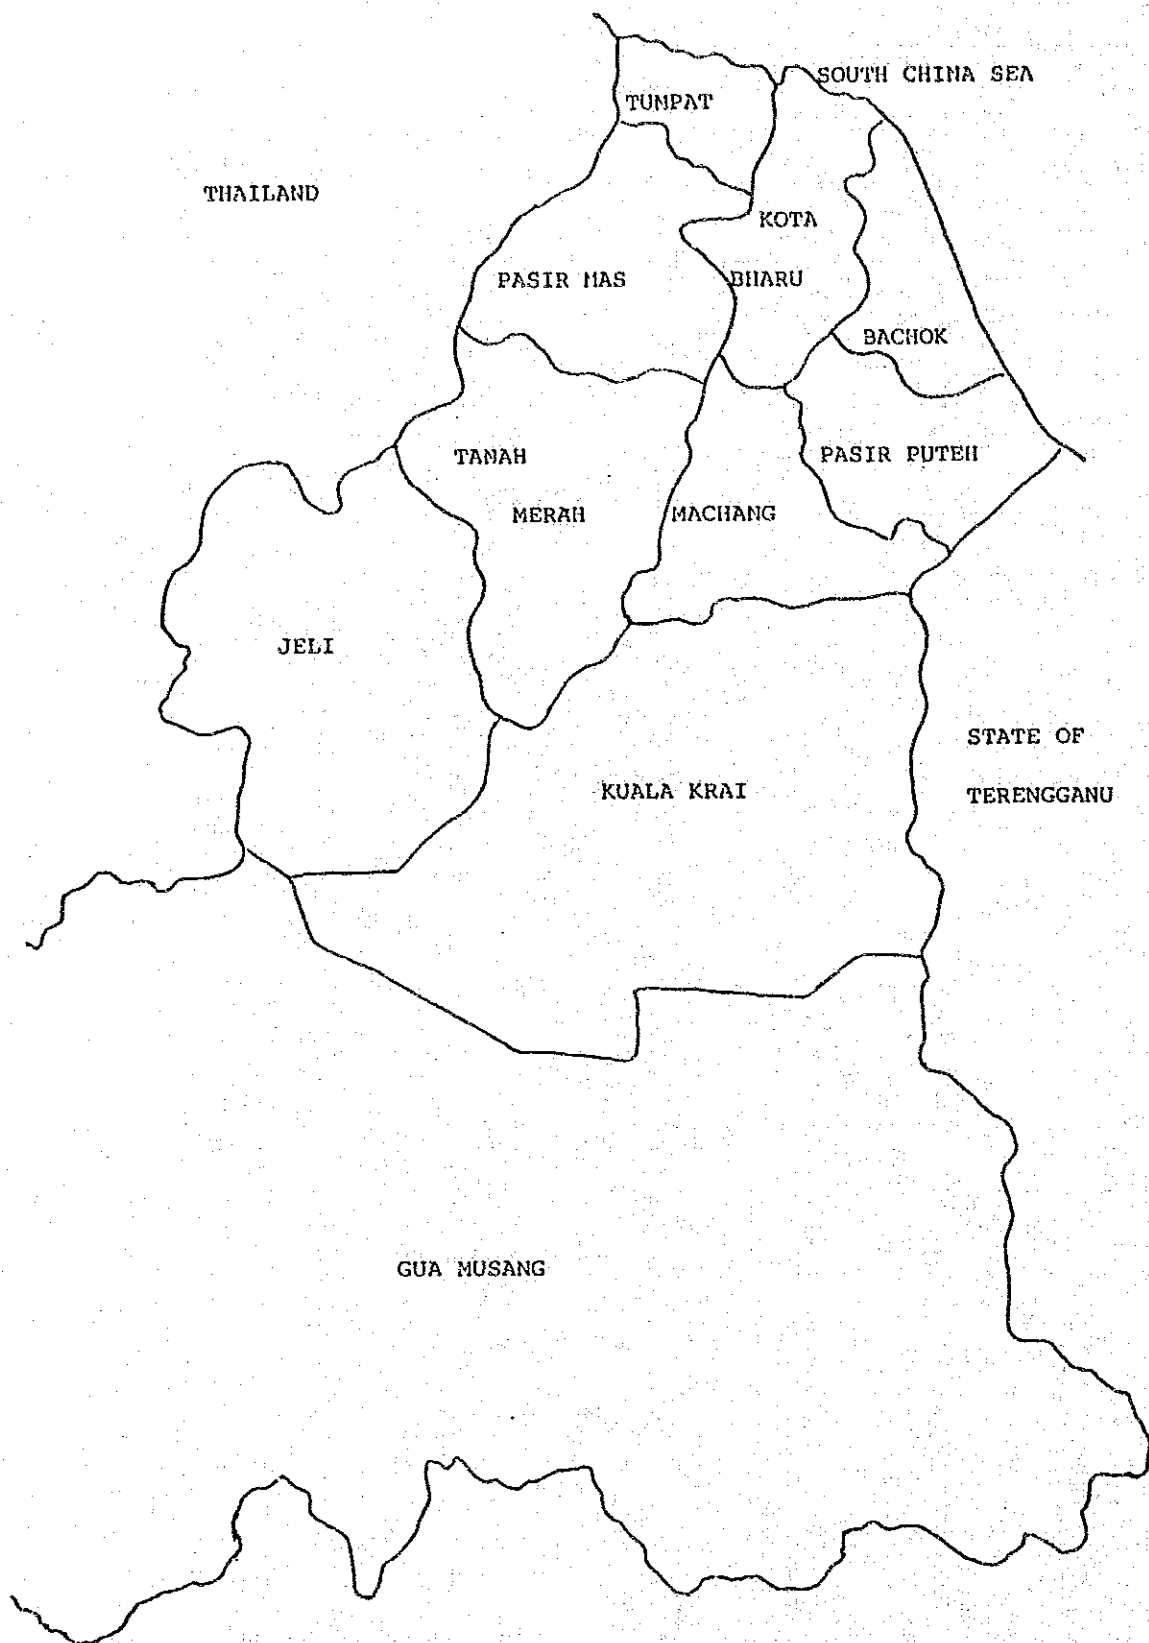 SOUTH CHINA SEA
TUMPAT
THAILAND
KOTA
BHARU
PASIR MAS
BACHOK
TANAH
MERAH
PASIR PUTEH
MACHANG
JELI
STATE OF
TERENGGANU
KUALA KRAI
GUA MUSANG